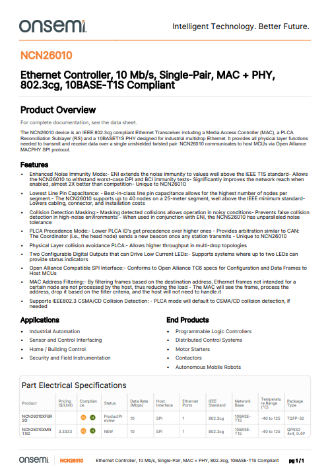 onsemi
Intelligent Technology. Better Future.
NCN26010
Ethernet Controller, 10 Mb/s, Single-Pair, MAC + PHY,
802.3cg, 10BASE-T1S Compliant
Product Overview
For complete documentation, see the data sheet.
The NCN26010 device is an IEEE 802.3cg compliant Ethernet Transceiver including a Media Access Controller (MAC), a PLCA
Reconciliation Sublayer (RS) and a 10BASE-T1S PHY designed for industrial multidrop Ethernet. It provides all physical layer functions
needed to transmit and receive data over a single unshielded twisted pair. NCN26010 communicates to host MCUs via Open Alliance
MACPHY SPI protocol.
Features
• Enhanced Noise Immunity Mode:- ENI extends the noise immunity to values well above the IEEE T1S standard- Allows
the NCN26010 to withstand worst-case DPI and BCI Immunity tests- Significantly improves the network reach when
enabled, almost 2X better than competition- Unique to NCN26010
• Lowest Line Pin Capacitance: - Best-in-class line pin capacitance allows for the highest number of nodes per
segment - The NCN26010 supports up to 40 nodes on a 25-meter segment, well above the IEEE minimum standard-
Lowers cabling, connector, and installation costs
• Collision Detection Masking - Masking detected collisions allows operation in noisy conditions- Prevents false collision
detection in high-noise environments- When used in conjunction with ENI, the NCN26010 has unparalleled noise
tolerance
• PLCA Precedence Mode:- Lower PLCA ID's get precedence over higher ones - Provides arbitration similar to CAN:
The Coordinator (i.e., the head node) sends a new beacon once any station transmits - Unique to NCN26010
• Physical Layer collision avoidance PLCA - Allows higher throughput in multi-drop topologies
• Two Configurable Digital Outputs that can Drive Low Current LEDs:- Supports systems where up to two LEDs can
provide status indicators
• Open Alliance Compatible SPI Interface:- Conforms to Open Alliance TC6 specs for Configuration and Data Frames to
Host MCUs
• MAC Address Filtering:- By filtering frames based on the destination address, Ethernet frames not intended for a
certain node are not processed by the host, thus reducing the load - The MAC will see the frame, process the
address, drop it based on the filter criteria, and the host will not need to handle it
• Supports IEEE802.3 CSMA/CD Collision Detection: - PLCA mode will default to CSMA/CD collision detection, if
needed
Applications
• Industrial Automation
• Sensor and Control Interfacing
• Home / Building Control
• Security and Field Instrumentation
End Products
• Programmable Logic Controllers
• Distributed Control Systems
• Motor Starters
• Contactors
• Autonomous Mobile Robots
Part Electrical Specifications
Product Pricing ($/Unit) Compliance Status Data Rate (Mbps) Host Interface Ethernet Ports IEEE Standard Network Base Temperature Range (°C) Package Type
Product Preview 10 SPI 1 802.3cg 10BASE-T1S -40 to 125 TQFP-32
2.3333 NEW 10 SPI 1 802.3cg 10BASE-T1S -40 to 125 QFN32 4x4, 0.4P
onsemi NCN26010 Ethernet Controller, 10 Mb/s, Single-Pair, MAC + PHY, 802.3cg, 10BASE-T1S Compliant pg 1 / 1